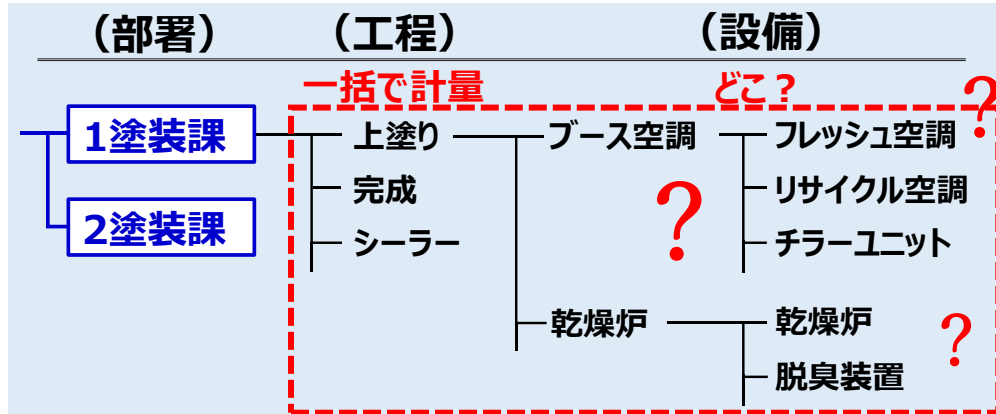 （部署） （工程） （設備）
一括で計量 どこ？ ？
1塗装課 上塗り ブース空調 フレッシュ空調
完成 ？ リサイクル空調
2塗装課 シーラー チラーユニット
乾燥炉 乾燥炉 ？
脱臭装置